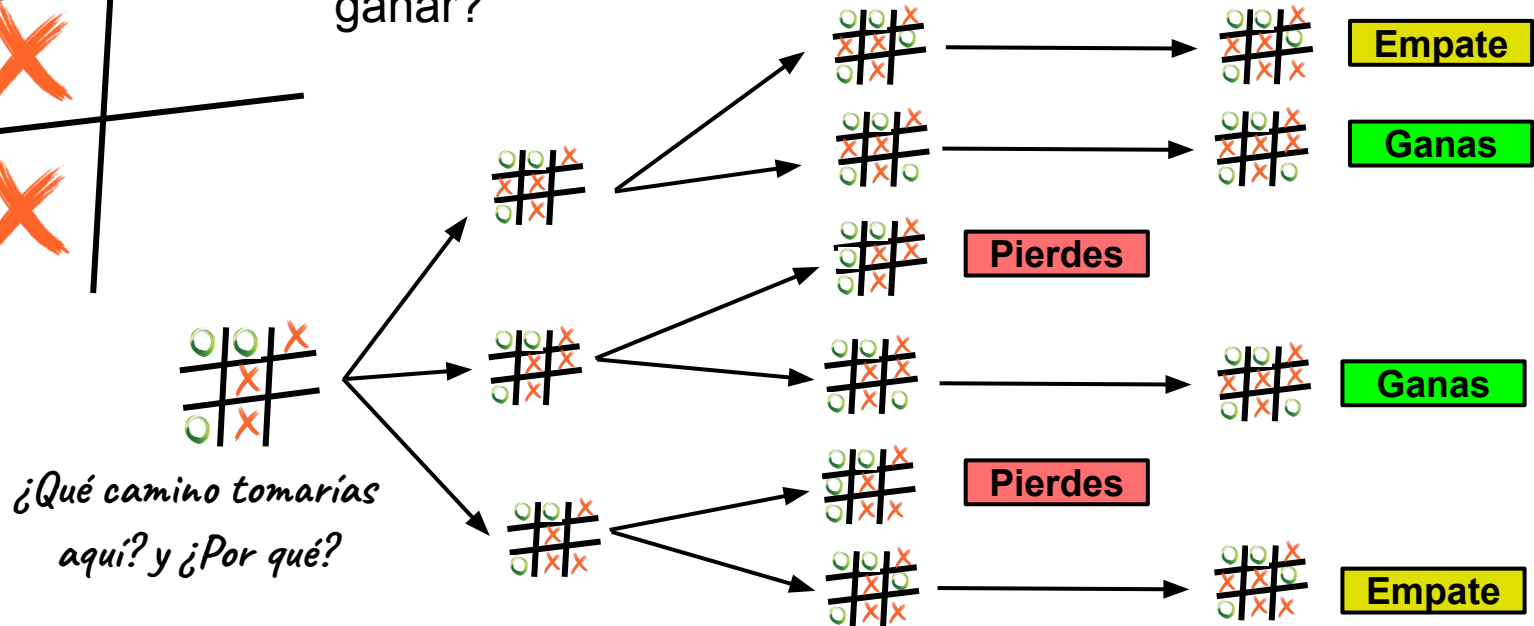 ganar?
Empate
Ganas
Pierdes
Ganas
Pierdes
Empate
¿Qué camino tomarías
aquí? y ¿Por qué?